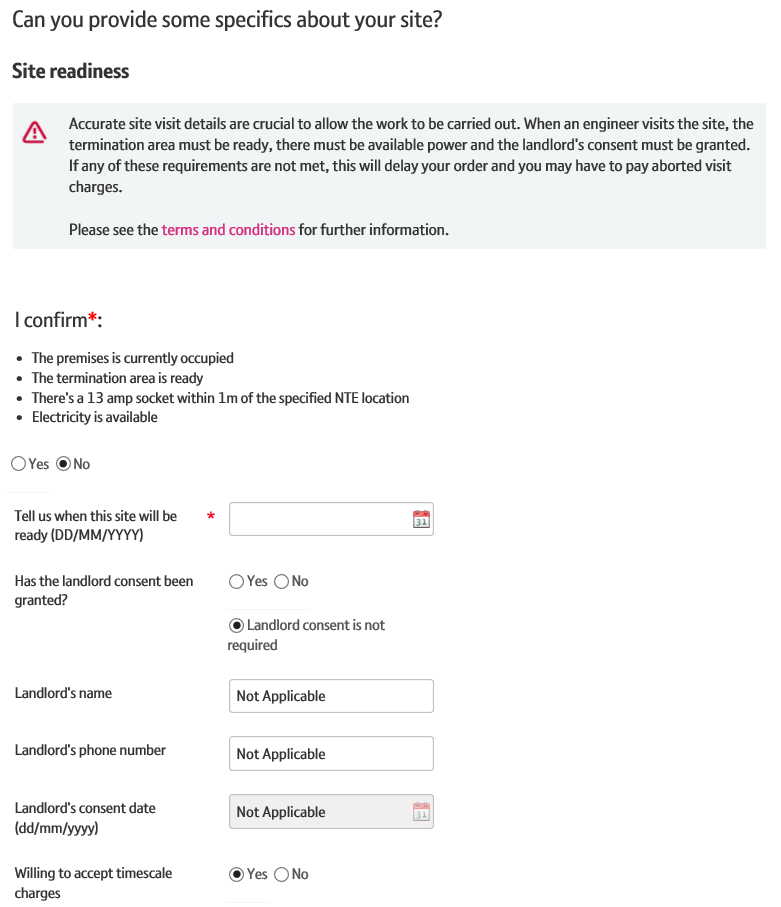 Can you provide some specifics about your site?
Site readiness
Accurate site visit details are crucial to allow the work to be carried out. When an engineer visits the site, the
termination area must be ready, there must be available power and the landlord's consent must be granted.
If any of these requirements are not met, this will delay your order and you may have to pay aborted visit
charges.
Please see the terms and conditions for further information.
I confirm*:
• The premises is currently occupied
• The termination area is ready
• There's a 13 amp socket within 1m of the specified NTE location
• Electricity is available
Yes No
Tell us when this site will be *
ready (DD/MM/YYYY)
31
Has the landlord consent been
granted?
Yes No
Landlord consent is not
required
Landlord's name
Not Applicable
Landlord's phone number
Not Applicable
Landlord's consent date
(dd/mm/yyyy)
Not Applicable
31
Willing to accept timescale
charges
Yes No